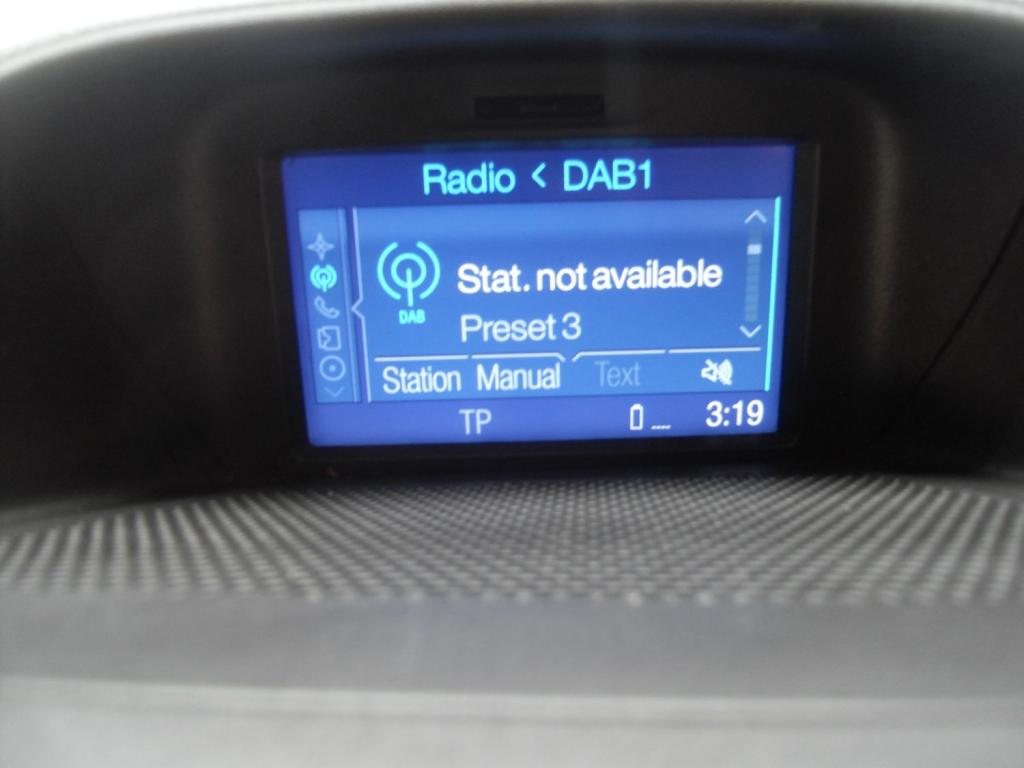 Radio < DAB1
Stat. not available
DAB
Preset 3
Station Manual Text
TP 3:19